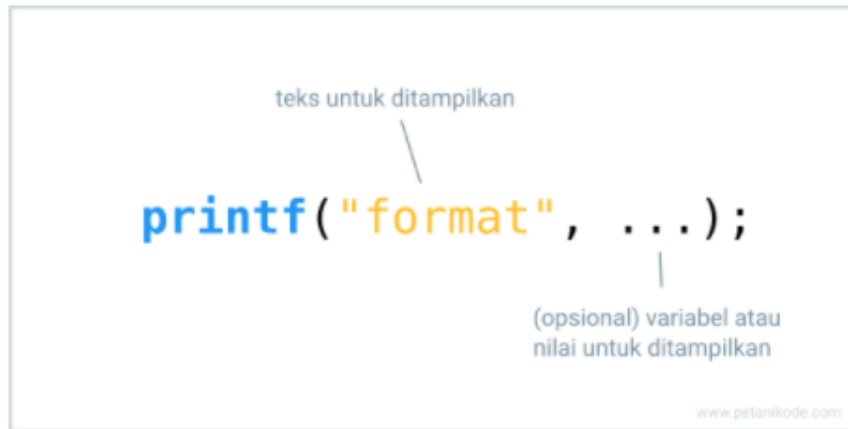 teks untuk ditampilkan
printf("format", ...);
(opsional) variabel atau
nilai untuk ditampilkan
www.petanikode.com